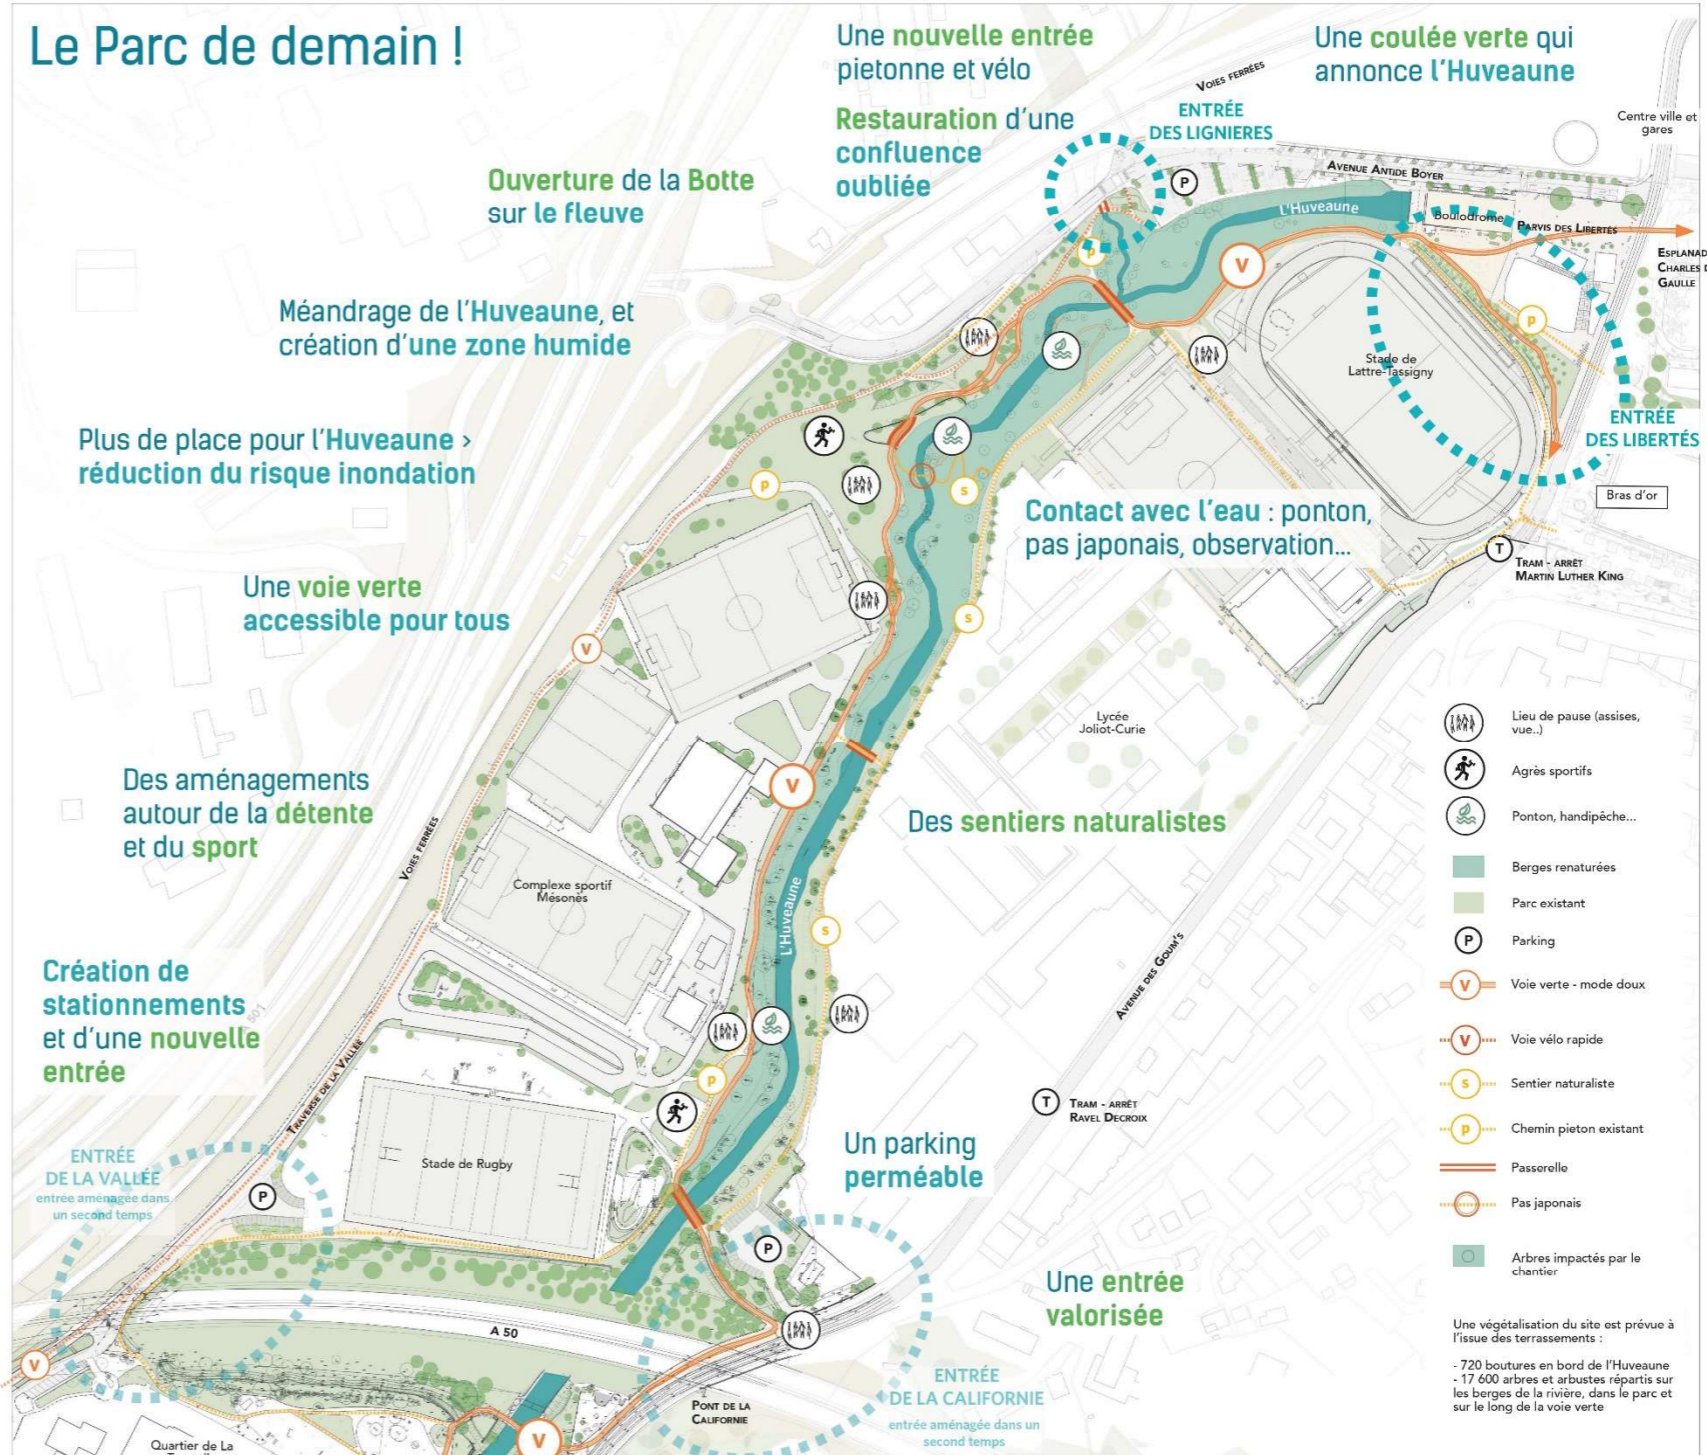 Le Parc de demain !
Une nouvelle entrée
pietonne et vélo
Restauration d'une
confluence
oubliée
Une coulée verte qui
annonce l'Huveaune
VOIES FERRÉES
ENTRÉE
DES LIGNIERES
Centre ville et
gares
P
AVENUE ANTIDE BOYER
L'Huveaune
Boulodrome
PARVIS DES LIBERTÉS
CHARLES
GAULLE
Ouverture de la Botte
sur le fleuve
Méandrage de l'Huveaune, et
création d'une zone humide
p
V
p
Stade de
Lattre-Tassigny
ENTRÉE
DES LIBERTÉS
Plus de place pour l'Huveaune >
réduction du risque inondation
p
s
Bras d'or
Contact avec l'eau : ponton,
pas japonais, observation...
T
TRAM - ARRÊT
MARTIN LUTHER KING
Une voie verte
accessible pour tous
V
s
Lycée
Joliot-Curie
Des aménagements
autour de la détente
et du sport
V
VOIES FERRÉES
Des sentiers naturalistes
Complexe sportif
Mésonès
L'Huveaune
s
AVENUE DES GOUM'S
Création de
stationnements
et d'une nouvelle
entrée
TRAVERSE DE LA VALLÉE
p
T
TRAM - ARRÊT
RAVEL DECROIX
ENTRÉE
DE LA VALLÉE
entrée aménagée dans
un second temps
P
Stade de Rugby
Un parking
perméable
P
Une entrée
valorisée
A 50
V
PONT DE LA
CALIFORNIE
ENTRÉE
DE LA CALIFORNIE
entrée aménagée dans un
second temps
Quartier de La
V
Lieu de pause (assises,
vue..)
Agrès sportifs
Ponton, handipêche...
Berges renaturées
Parc existant
P
Parking
V
Voie verte - mode doux
V
Voie vélo rapide
s
Sentier naturaliste
p
Chemin pieton existant
Passerelle
Pas japonais
Arbres impactés par le
chantier
Une végétalisation du site est prévue à
l'issue des terrassements :
- 720 boutures en bord de l'Huveaune
- 17 600 arbres et arbustes répartis sur
les berges de la rivière, dans le parc et
sur le long de la voie verte